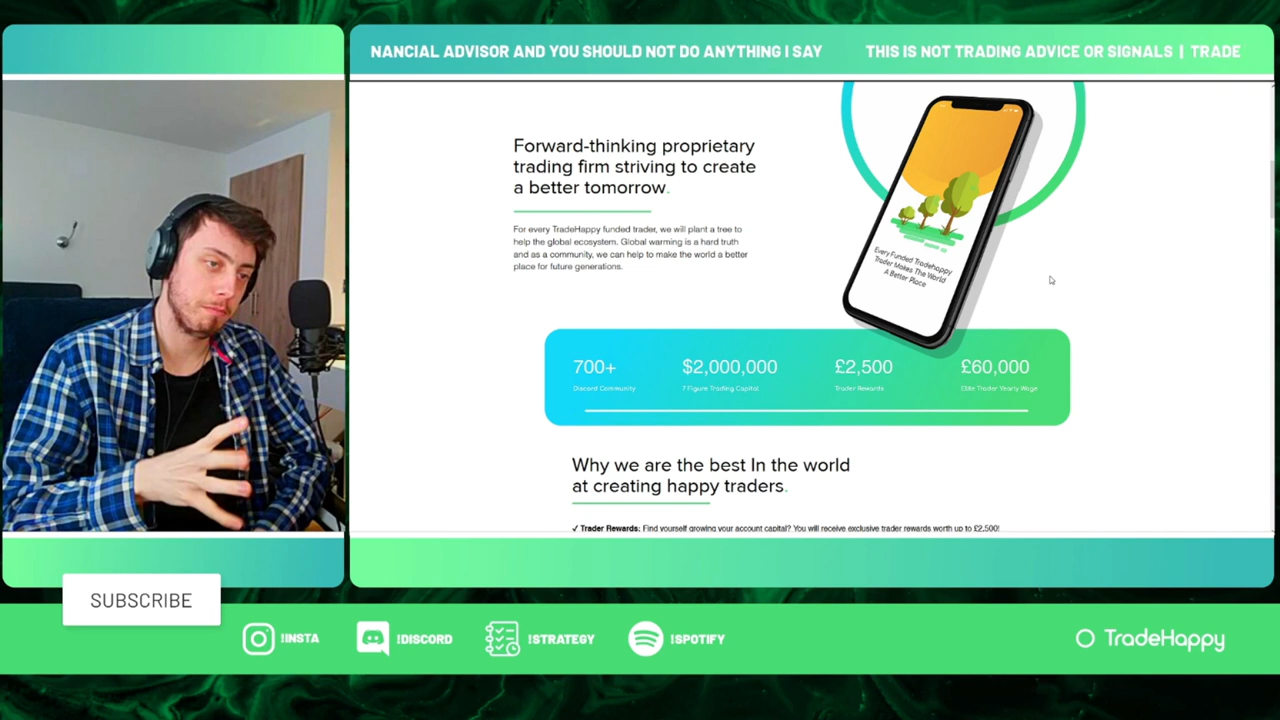 NANCIAL ADVISOR AND YOU SHOULD NOT DO ANYTHING I SAY
THIS IS NOT TRADING ADVICE OR SIGNALS | TRADE
Forward-thinking proprietary
trading firm striving to create
a better tomorrow.
For every TradeHappy funded trader, we will plant a tree to
help the global ecosystem. Global warming is a hard truth
and as a community, we can help to make the world a better
place for future generations.
Every Funded Tradehappy
Trader Makes The World
A Better Place
700+
Discord Community
$2,000,000
7 Figure Trading Capital
£2,500
Trader Rewards
£60,000
Elite Trader Yearly Wage
Why we are the best In the world
at creating happy traders.
✓ Trader Rewards: Find yourself growing your account capital? You will receive exclusive trader rewards worth up to £2,500!
SUBSCRIBE
!INSTA
!DISCORD
!STRATEGY
!SPOTIFY
TradeHappy